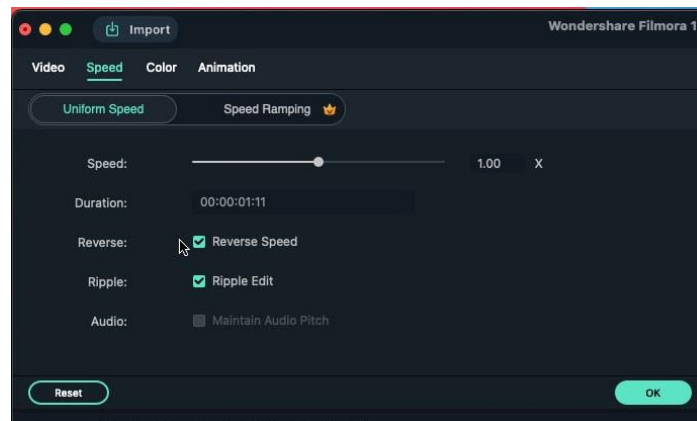 Import
Wondershare Filmora 1
Video Speed Color Animation
Uniform Speed Speed Ramping
Speed: 1.00 X
Duration: 00:00:01:11
Reverse: Reverse Speed
Ripple: Ripple Edit
Audio: Maintain Audio Pitch
Reset OK